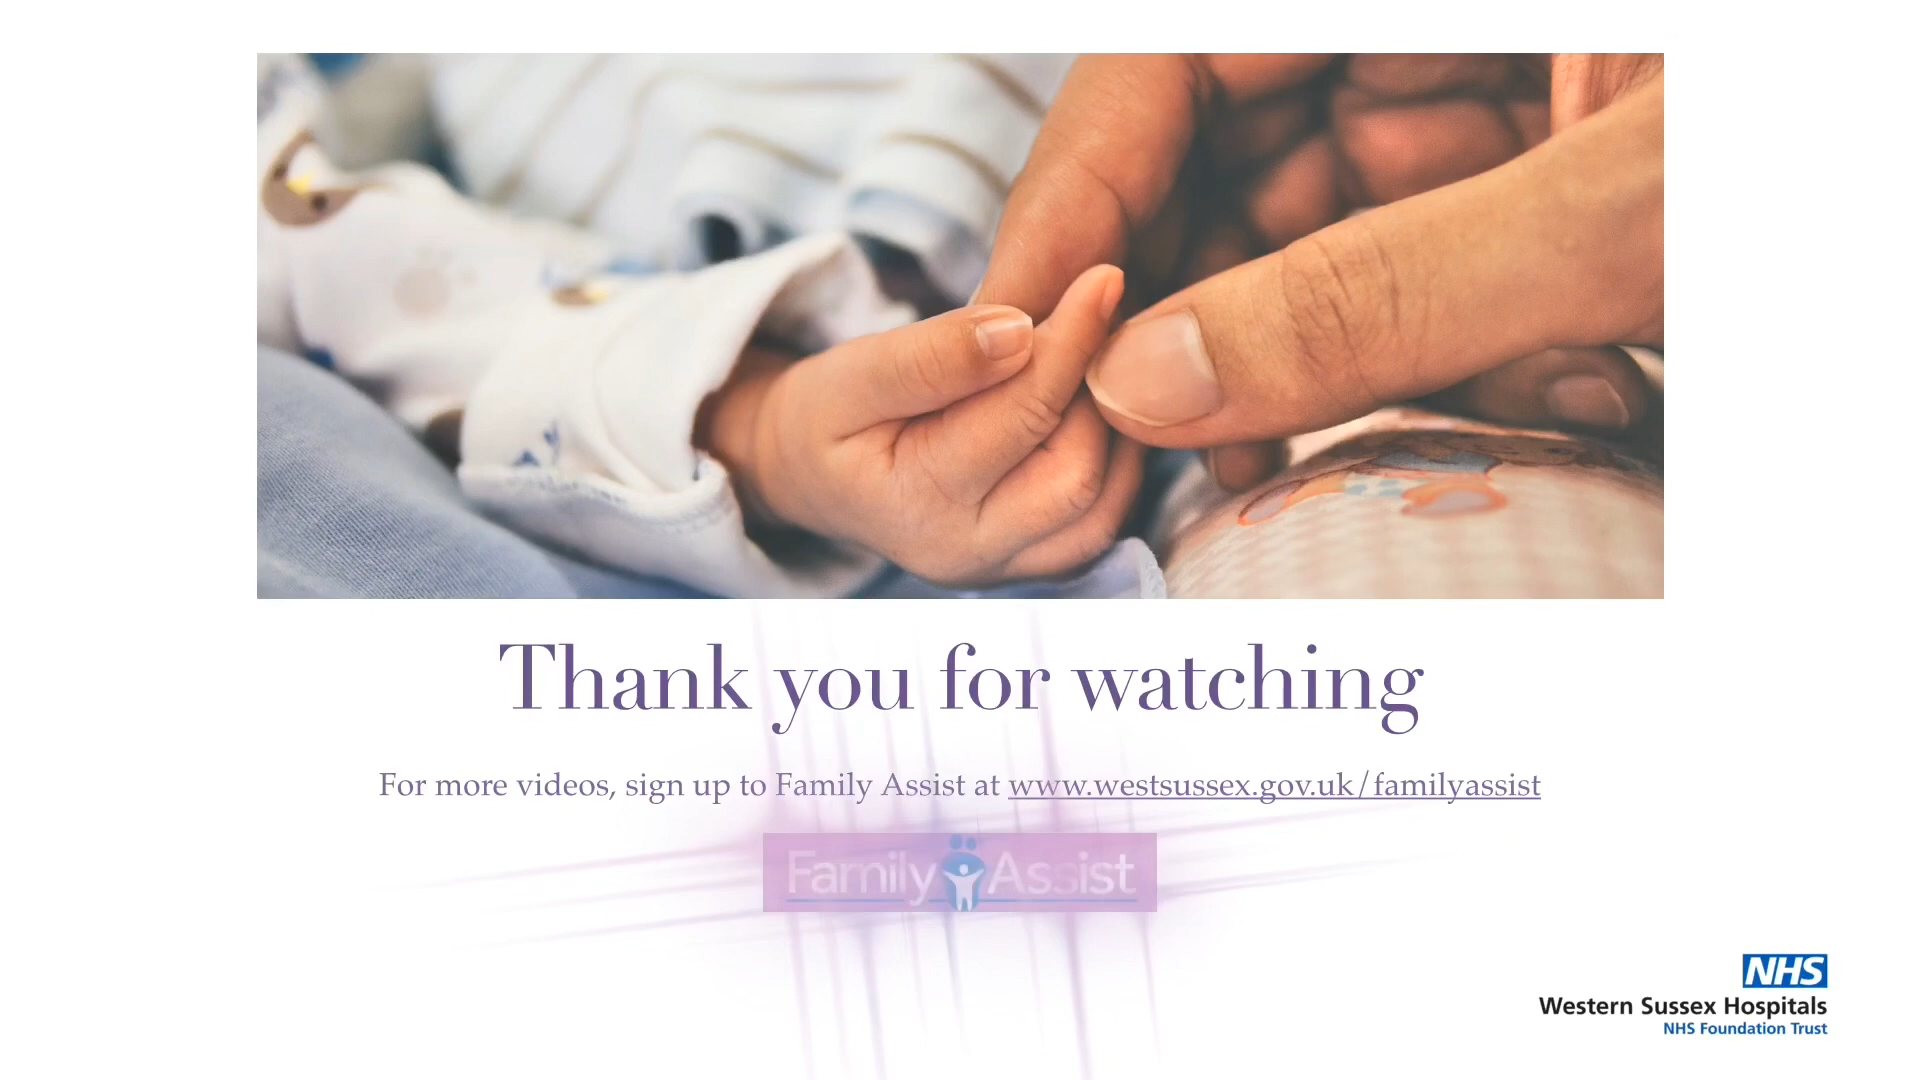 Thank you for watching
For more videos, sign up to Family Assist at www.westsussex.gov.uk/familyassist
Family Assist
NHS
Western Sussex Hospitals
NHS Foundation Trust